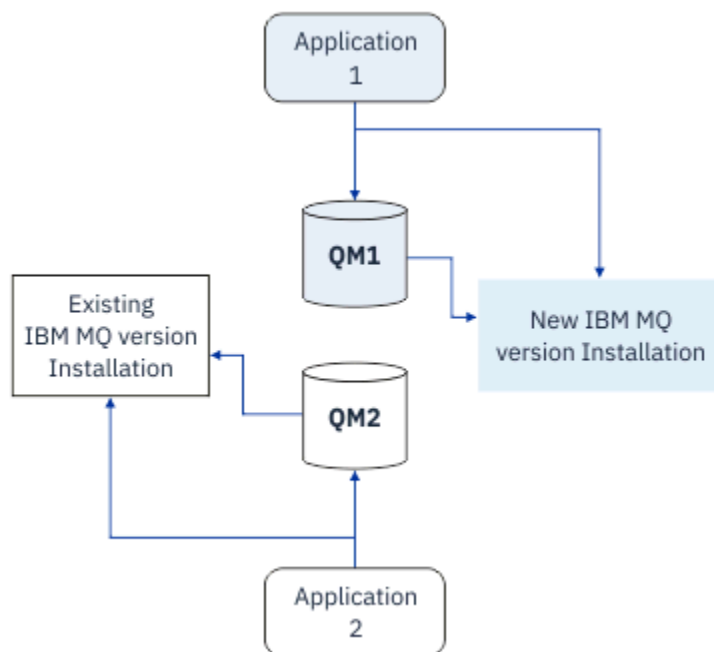 Application
1
QM1
Existing
IBM MQ version
Installation
New IBM MQ
version Installation
QM2
Application
2